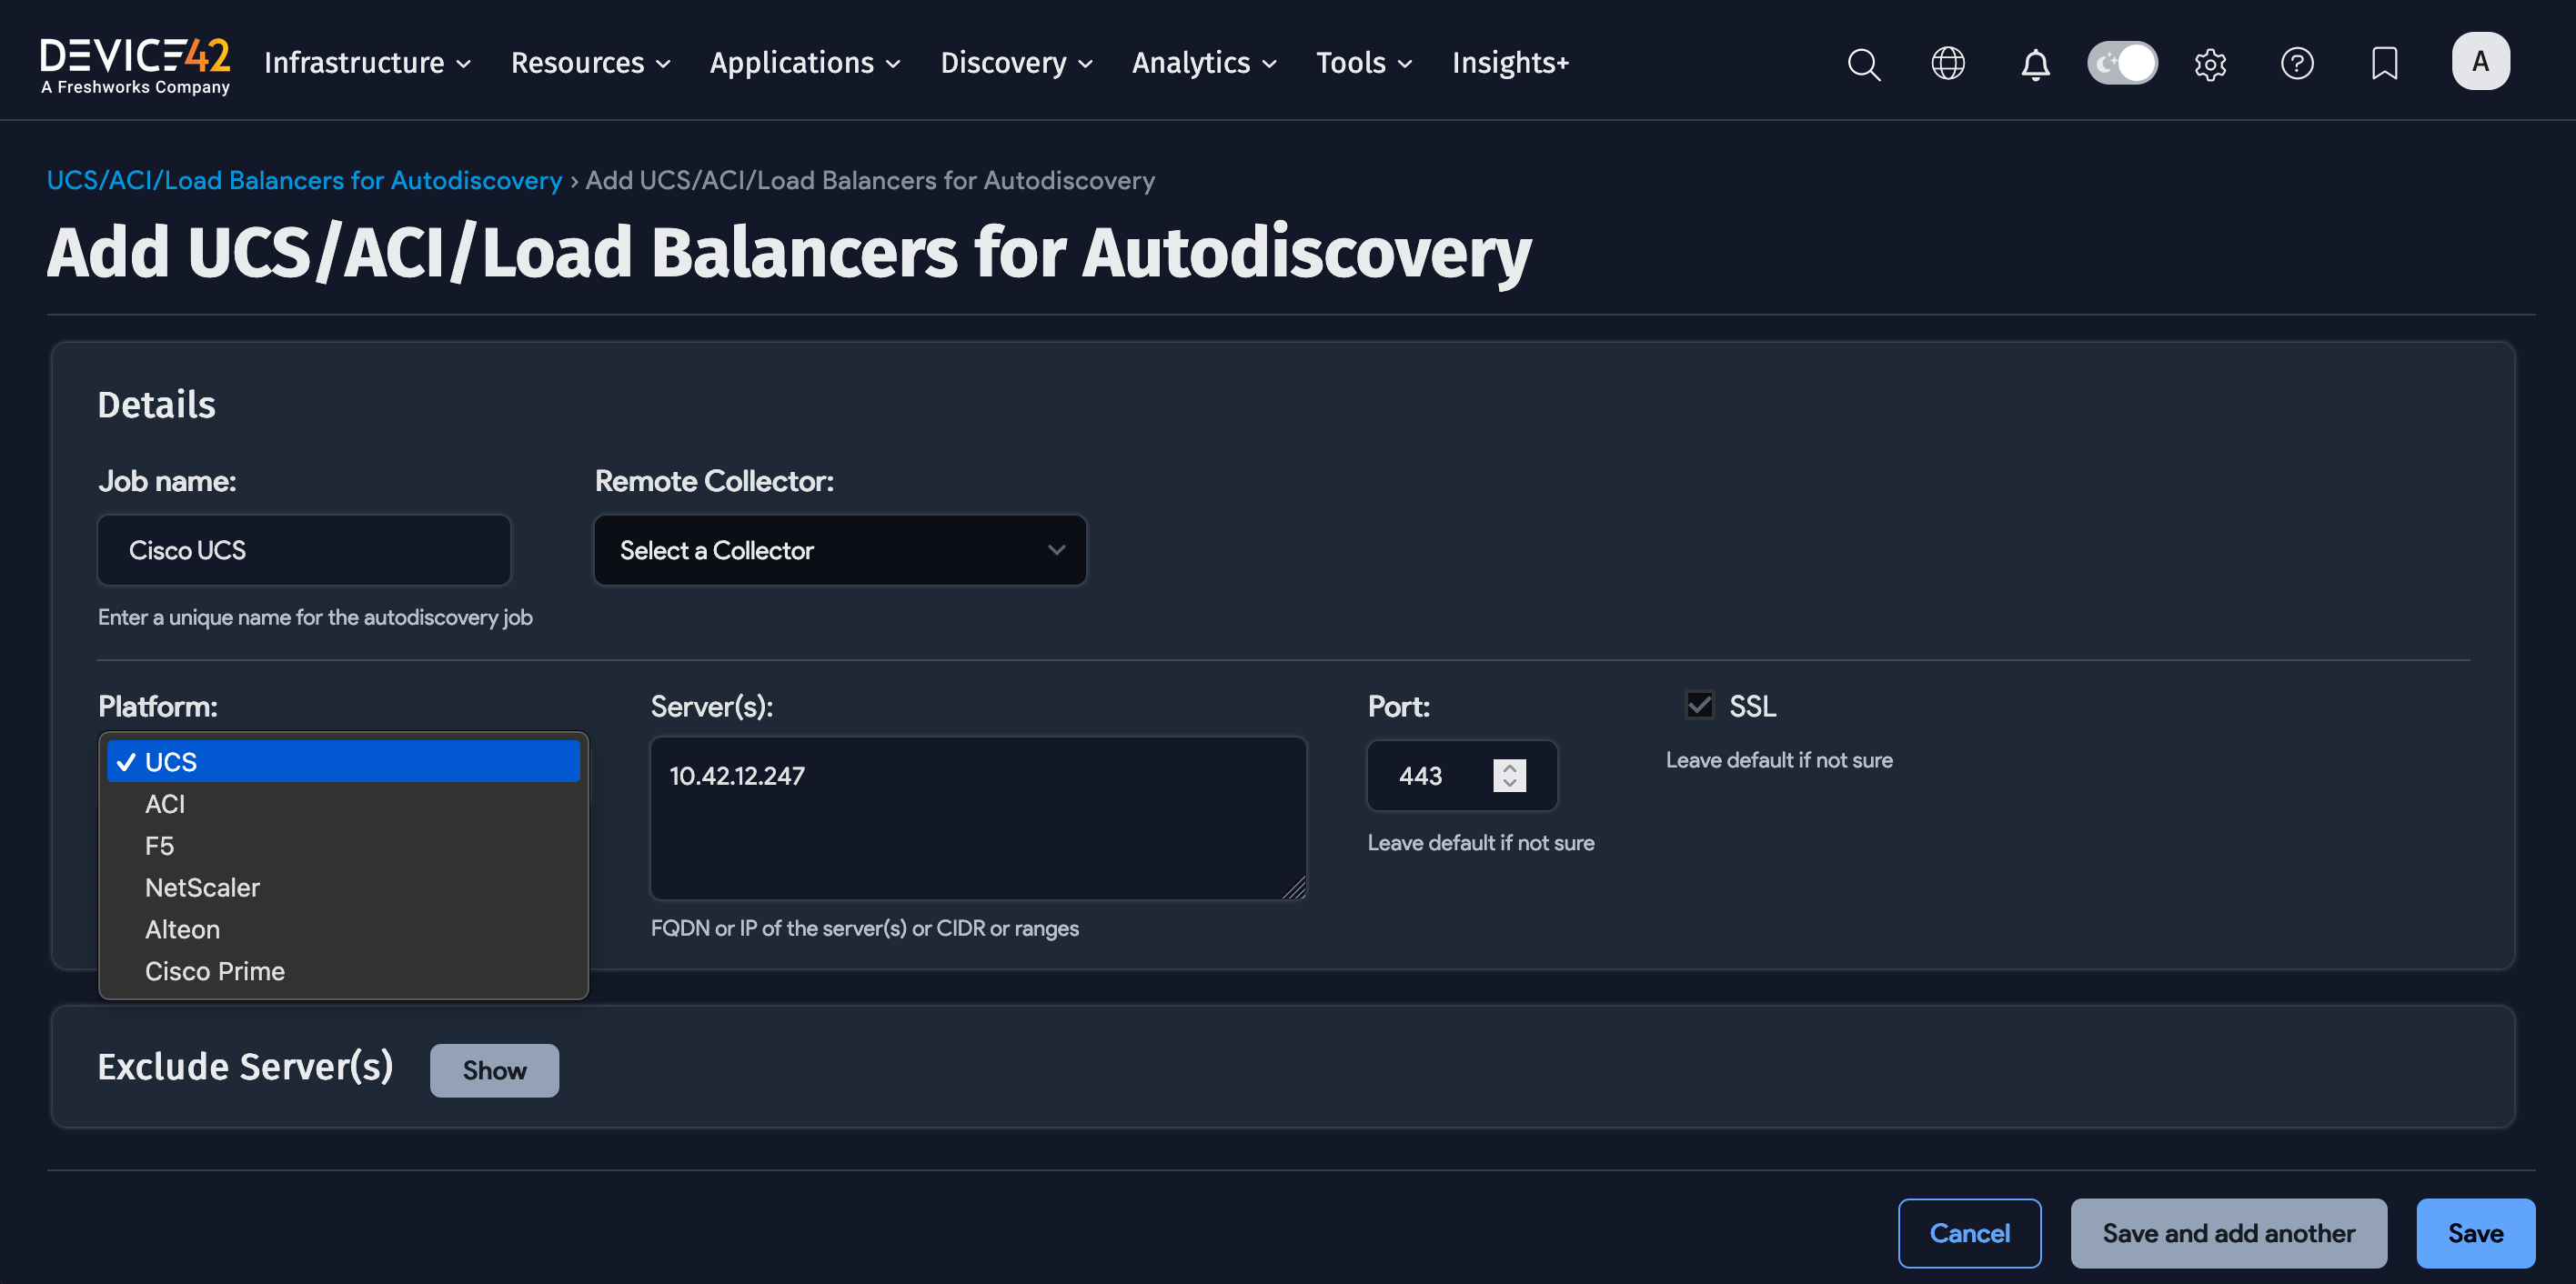 DEVICE42
A Freshworks Company
Infrastructure Resources Applications Discovery Analytics Tools Insights+
A
UCS/ACI/Load Balancers for Autodiscovery › Add UCS/ACI/Load Balancers for Autodiscovery
Add UCS/ACI/Load Balancers for Autodiscovery
Details
Job name: Remote Collector:
Cisco UCS Select a Collector
Enter a unique name for the autodiscovery job
Platform: Server(s): Port: SSL
UCS
ACI
F5
NetScaler
Alteon
Cisco Prime
10.42.12.247
FQDN or IP of the server(s) or CIDR or ranges
443
Leave default if not sure
Leave default if not sure
Exclude Server(s) Show
Cancel Save and add another Save